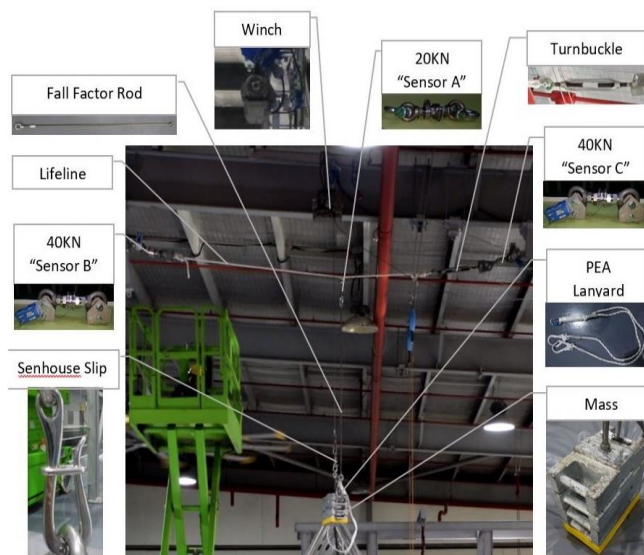 Winch
20KN
"Sensor A"
Turnbuckle
Fall Factor Rod
40KN
"Sensor C"
Lifeline
40KN
"Sensor B"
PEA
Lanyard
Senhouse Slip
Mass